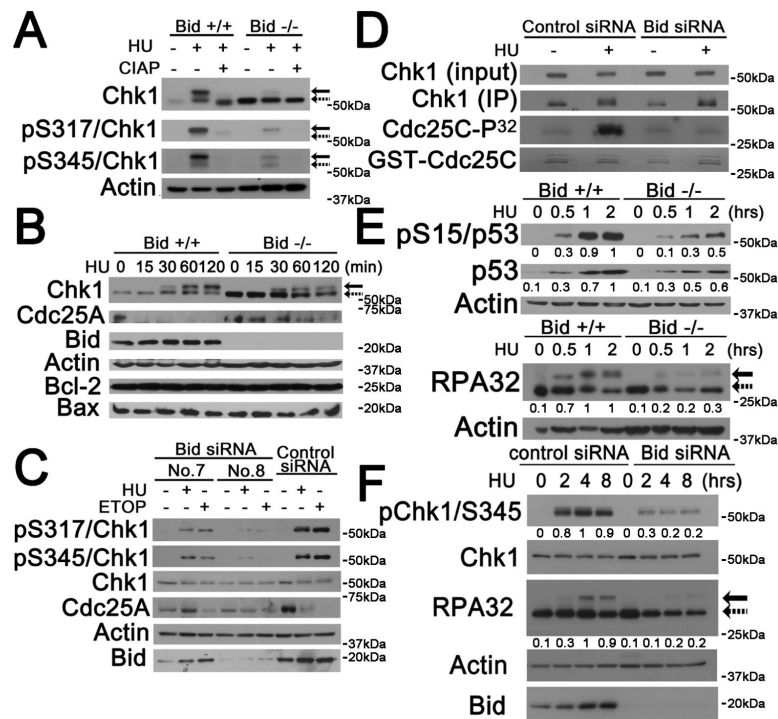 A
Bid +/+ Bid -/-
HU - + + - + +
CIAP - - + - - +
Chk1
-50kDa
pS317/Chk1
-50kDa
pS345/Chk1
-50kDa
Actin
-37kDa
B
Bid +/+ Bid -/-
HU 0 15 30 60 120 0 15 30 60 120 (min)
Chk1
-50kDa
-75kDa
Cdc25A
Bid -20kDa
Actin -37kDa
Bcl-2 -25kDa
Bax -20kDa
C
Bid siRNA Control siRNA
No.7 No.8
HU - + - - + - - + -
ETOP - - + - - + - - +
pS317/Chk1 -50kDa
pS345/Chk1 -50kDa
Chk1 -50kDa
-75kDa
Cdc25A
Actin
-37kDa
Bid -20kDa
D
Control siRNA Bid siRNA
HU - + - +
Chk1 (input) -50kDa
Chk1 (IP) -50kDa
Cdc25C-P32
-25kDa
GST-Cdc25C
-25kDa
E
Bid +/+ Bid -/-
HU 0 0.5 1 2 0 0.5 1 2 (hrs)
pS15/p53 -50kDa
0 0.3 0.9 1 0 0.1 0.3 0.5
p53 -50kDa
0.1 0.3 0.7 1 0.1 0.3 0.5 0.6
Actin -37kDa
Bid +/+ Bid -/-
HU 0 0.5 1 2 0 0.5 1 2 (hrs)
RPA32
-25kDa
0.1 0.7 1 1 0.1 0.2 0.2 0.3
Actin -37kDa
F
control siRNA Bid siRNA
HU 0 2 4 8 0 2 4 8 (hrs)
pChk1/S345 -50kDa
0 0.8 1 0.9 0 0.3 0.2 0.2
Chk1 -50kDa
RPA32
-25kDa
0.1 0.3 1 0.9 0.1 0.1 0.2 0.2
Actin
-37kDa
Bid -20kDa